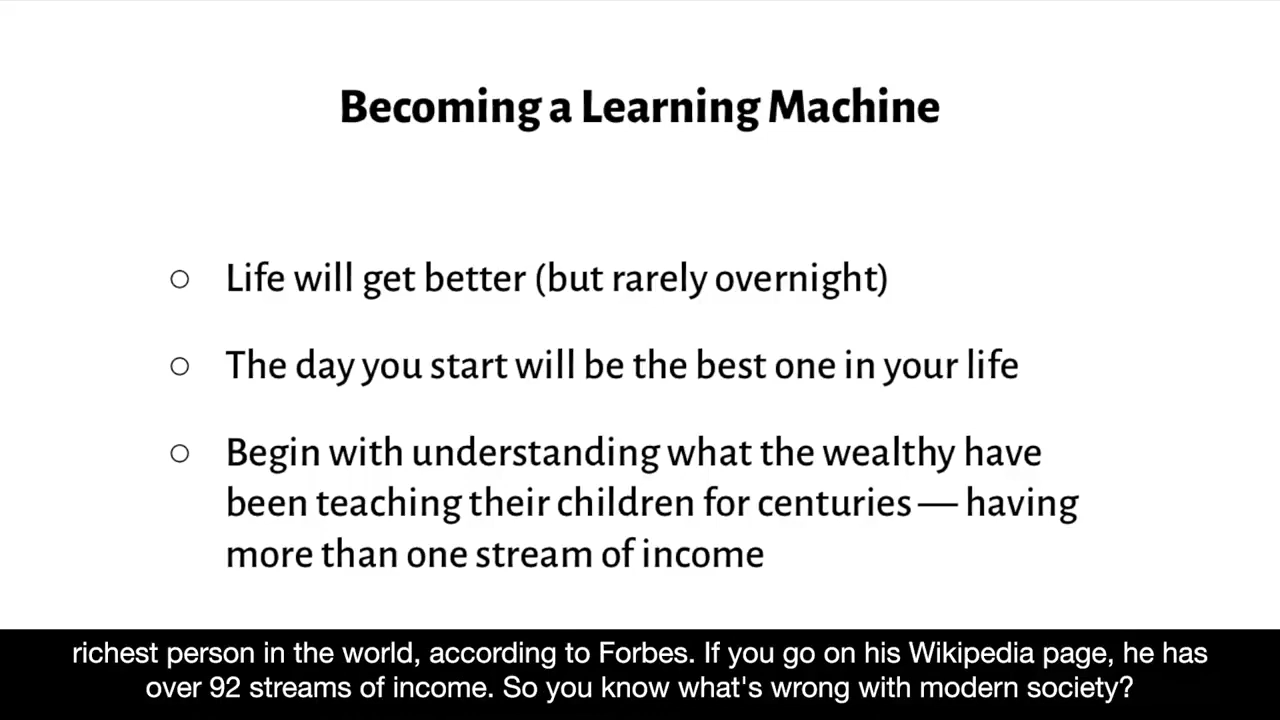 Becoming a Learning Machine
○ Life will get better (but rarely overnight)
○ The day you start will be the best one in your life
○ Begin with understanding what the wealthy have
been teaching their children for centuries — having
more than one stream of income
richest person in the world, according to Forbes. If you go on his Wikipedia page, he has
over 92 streams of income. So you know what's wrong with modern society?